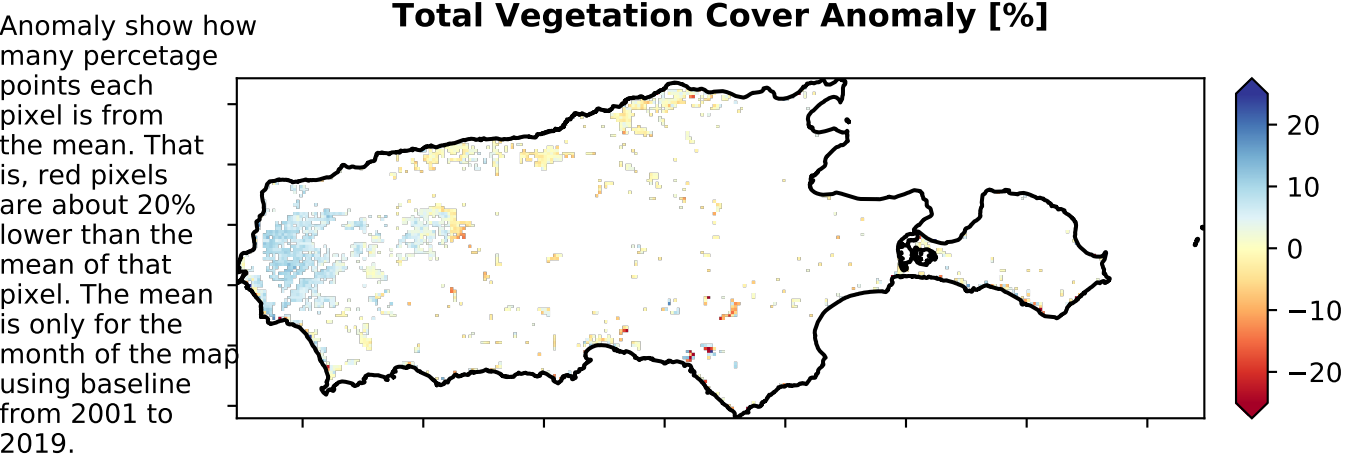 Total Vegetation Cover Anomaly [%]
Anomaly show how
many percetage
points each
pixel is from
the mean. That
is, red pixels
are about 20%
lower than the
mean of that
pixel. The mean
is only for the
month of the map
using baseline
from 2001 to
2019.
20
10
0
−10
−20